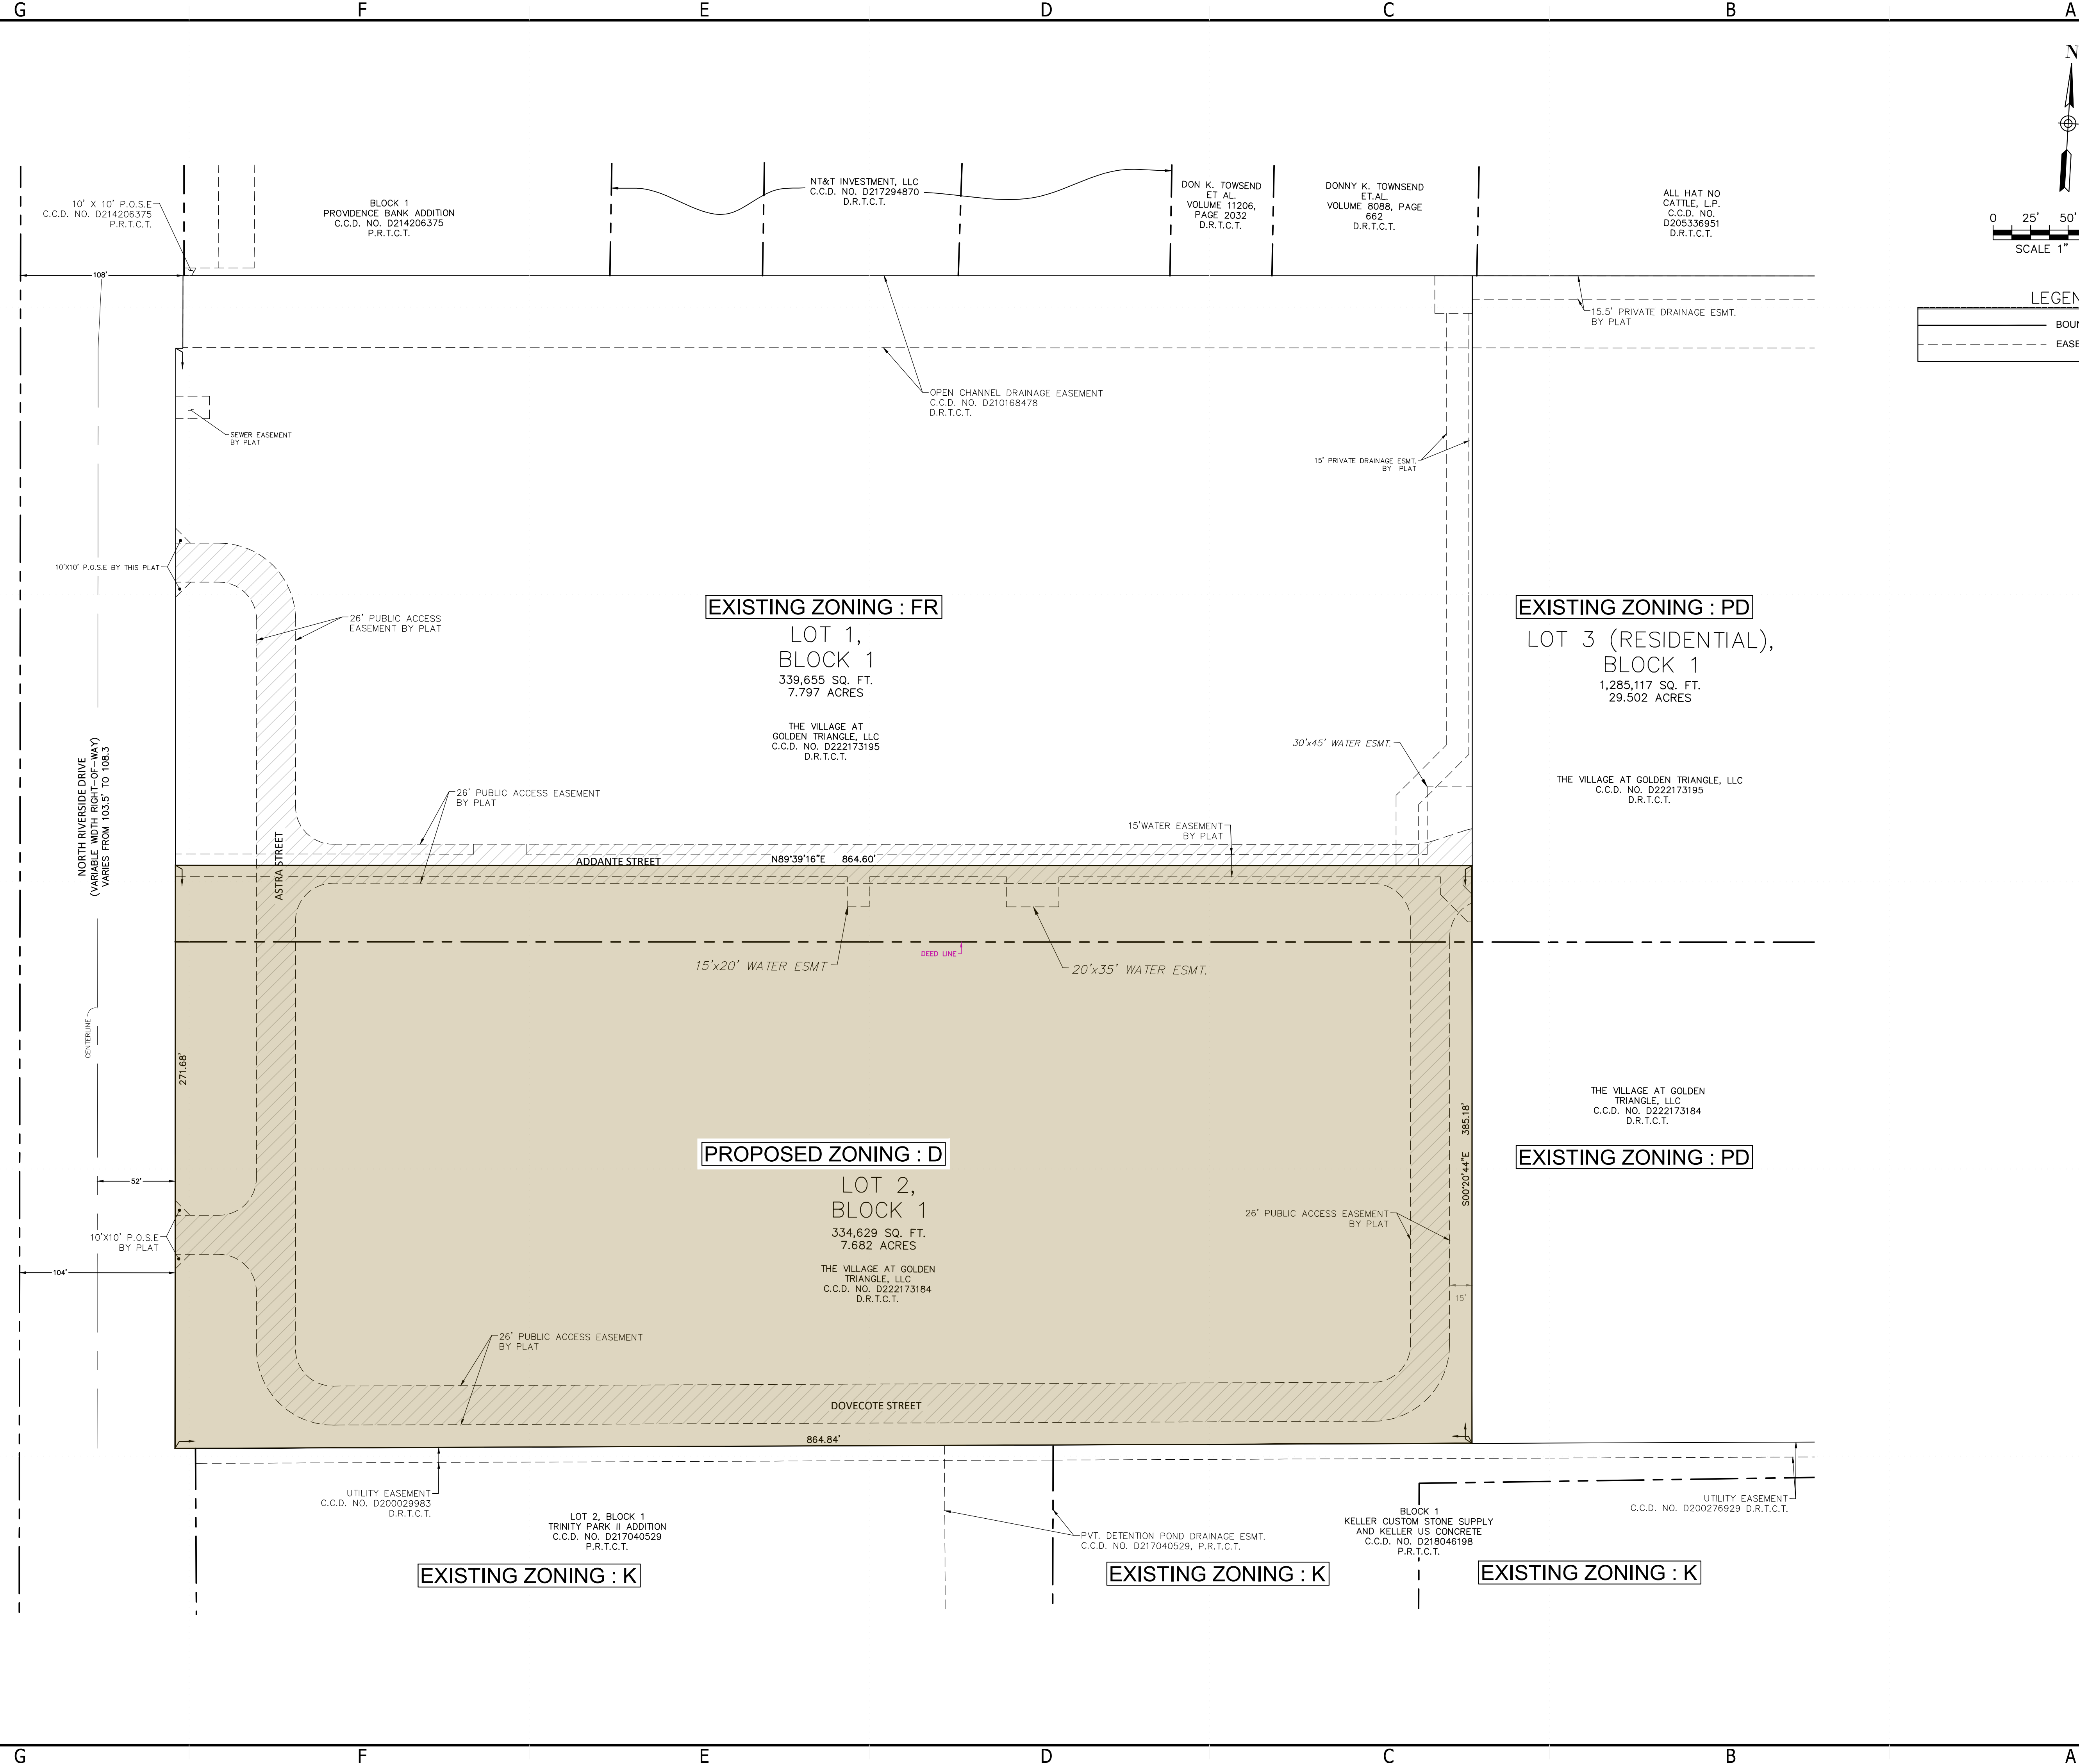 G F E D C B A
N
0 25' 50'
SCALE 1"
LEGEN
BOUN
EASE
10' X 10' P.O.S.E
C.C.D. NO. D214206375
P.R.T.C.T.
BLOCK 1
PROVIDENCE BANK ADDITION
C.C.D. NO. D214206375
P.R.T.C.T.
NT&T INVESTMENT, LLC
C.C.D. NO. D217294870
D.R.T.C.T.
DON K. TOWSEND
ET AL.
VOLUME 11206,
PAGE 2032
D.R.T.C.T.
DONNY K. TOWNSEND
ET.AL.
VOLUME 8088, PAGE
662
D.R.T.C.T.
ALL HAT NO
CATTLE, L.P.
C.C.D. NO.
D205336951
D.R.T.C.T.
108'
15.5' PRIVATE DRAINAGE ESMT.
BY PLAT
OPEN CHANNEL DRAINAGE EASEMENT
C.C.D. NO. D210168478
D.R.T.C.T.
SEWER EASEMENT
BY PLAT
15' PRIVATE DRAINAGE ESMT.
BY PLAT
10'X10' P.O.S.E BY THIS PLAT
26' PUBLIC ACCESS
EASEMENT BY PLAT
EXISTING ZONING : FR
LOT 1,
BLOCK 1
339,655 SQ. FT.
7.797 ACRES
THE VILLAGE AT
GOLDEN TRIANGLE, LLC
C.C.D. NO. D222173195
D.R.T.C.T.
EXISTING ZONING : PD
LOT 3 (RESIDENTIAL),
BLOCK 1
1,285,117 SQ. FT.
29.502 ACRES
THE VILLAGE AT GOLDEN TRIANGLE, LLC
C.C.D. NO. D222173195
D.R.T.C.T.
30'x45' WATER ESMT.
NORTH RIVERSIDE DRIVE
(VARIABLE WIDTH RIGHT-OF-WAY)
VARIES FROM 103.5' TO 108.3
26' PUBLIC ACCESS EASEMENT
BY PLAT
15'WATER EASEMENT
BY PLAT
ASTRA STREET
ADDANTE STREET
N89°39'16"E 864.60'
DEED LINE
15'x20' WATER ESMT
20'x35' WATER ESMT.
CENTERLINE
271.68'
S00°20'44"E 385.18'
THE VILLAGE AT GOLDEN
TRIANGLE, LLC
C.C.D. NO. D222173184
D.R.T.C.T.
EXISTING ZONING : PD
PROPOSED ZONING : D
LOT 2,
BLOCK 1
334,629 SQ. FT.
7.682 ACRES
THE VILLAGE AT GOLDEN
TRIANGLE, LLC
C.C.D. NO. D222173184
D.R.T.C.T.
52'
10'X10' P.O.S.E
BY PLAT
104'
26' PUBLIC ACCESS EASEMENT
BY PLAT
15'
26' PUBLIC ACCESS EASEMENT
BY PLAT
DOVECOTE STREET
864.84'
UTILITY EASEMENT
C.C.D. NO. D200029983
D.R.T.C.T.
LOT 2, BLOCK 1
TRINITY PARK II ADDITION
C.C.D. NO. D217040529
P.R.T.C.T.
PVT. DETENTION POND DRAINAGE ESMT.
C.C.D. NO. D217040529, P.R.T.C.T.
BLOCK 1
KELLER CUSTOM STONE SUPPLY
AND KELLER US CONCRETE
C.C.D. NO. D218046198
P.R.T.C.T.
UTILITY EASEMENT
C.C.D. NO. D200276929 D.R.T.C.T.
EXISTING ZONING : K
EXISTING ZONING : K
EXISTING ZONING : K
G F E D C B A